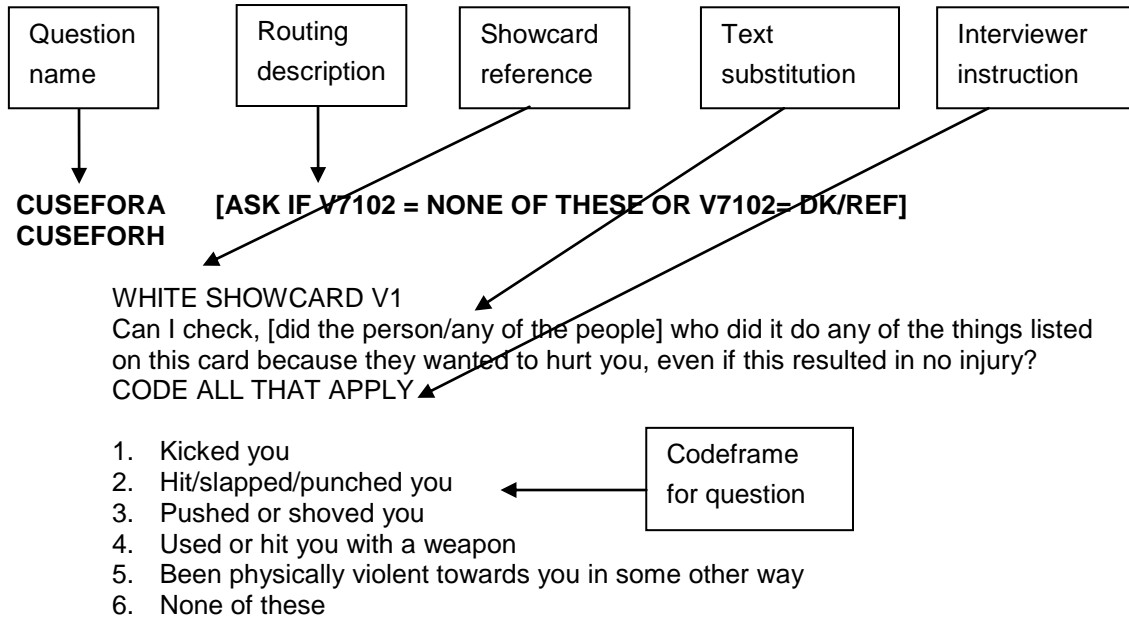 Question
name
Routing
description
Showcard
reference
Text
substitution
Interviewer
instruction
CUSEFORA [ASK IF V7102 = NONE OF THESE OR V7102= DK/REF]
CUSEFORH
WHITE SHOWCARD V1
Can I check, [did the person/any of the people] who did it do any of the things listed
on this card because they wanted to hurt you, even if this resulted in no injury?
CODE ALL THAT APPLY
1. Kicked you
2. Hit/slapped/punched you
3. Pushed or shoved you
4. Used or hit you with a weapon
5. Been physically violent towards you in some other way
6. None of these
Codeframe
for question